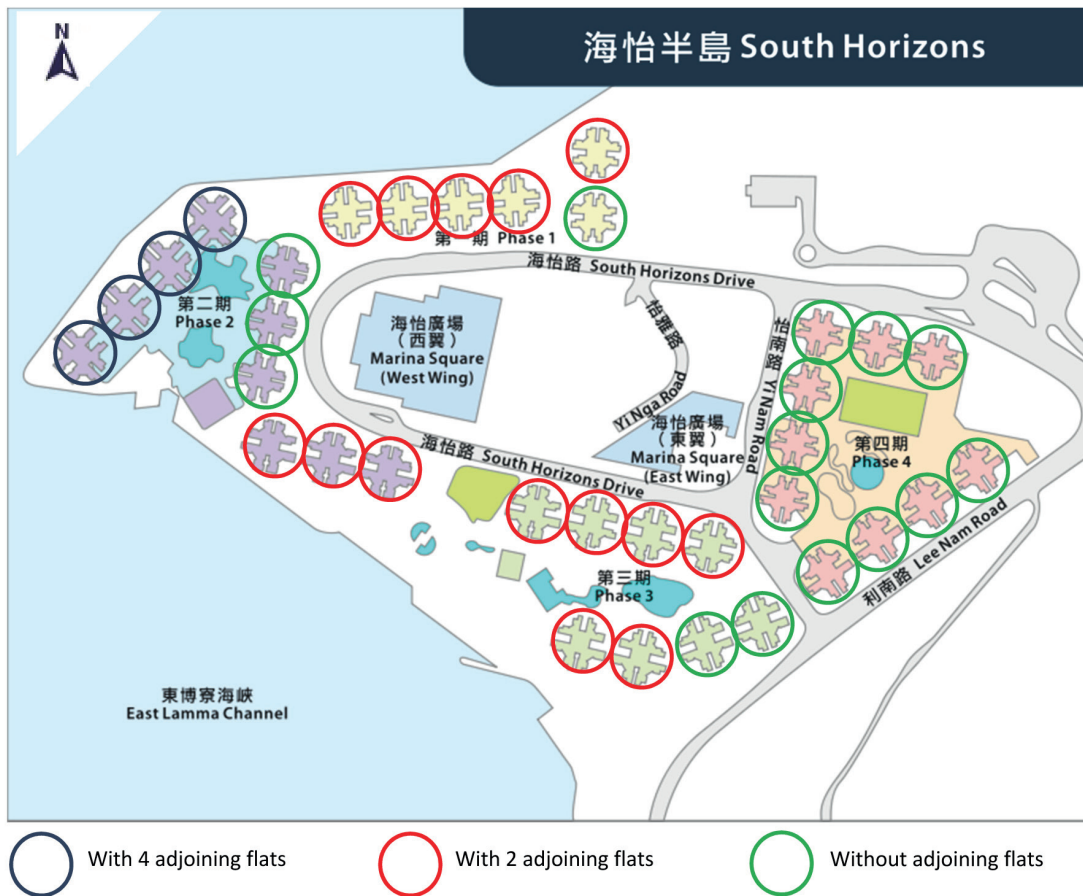 N
海怡半島 South Horizons
第一期 Phase 1
海怡路 South Horizons Drive
第二期
Phase 2
海怡廣場
（西翼）
Marina Square
(West Wing)
怡雅路
Yi Nga Road
怡南路 Yi Nam Road
海怡廣場
（東翼）
Marina Square
(East Wing)
第四期
Phase 4
海怡路 South Horizons Drive
第三期
Phase 3
利南路 Lee Nam Road
東博寮海峽
East Lamma Channel
With 4 adjoining flats
With 2 adjoining flats
Without adjoining flats